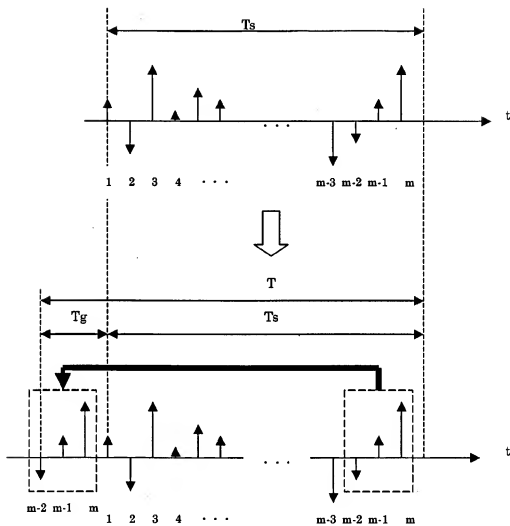 Ts
t
. . .
1 2 3 4 . . . m-3 m-2 m-1 m
T
Tg Ts
t
. . .
m-2 m-1 m 1 2 3 4 . . . m-3 m-2 m-1 m